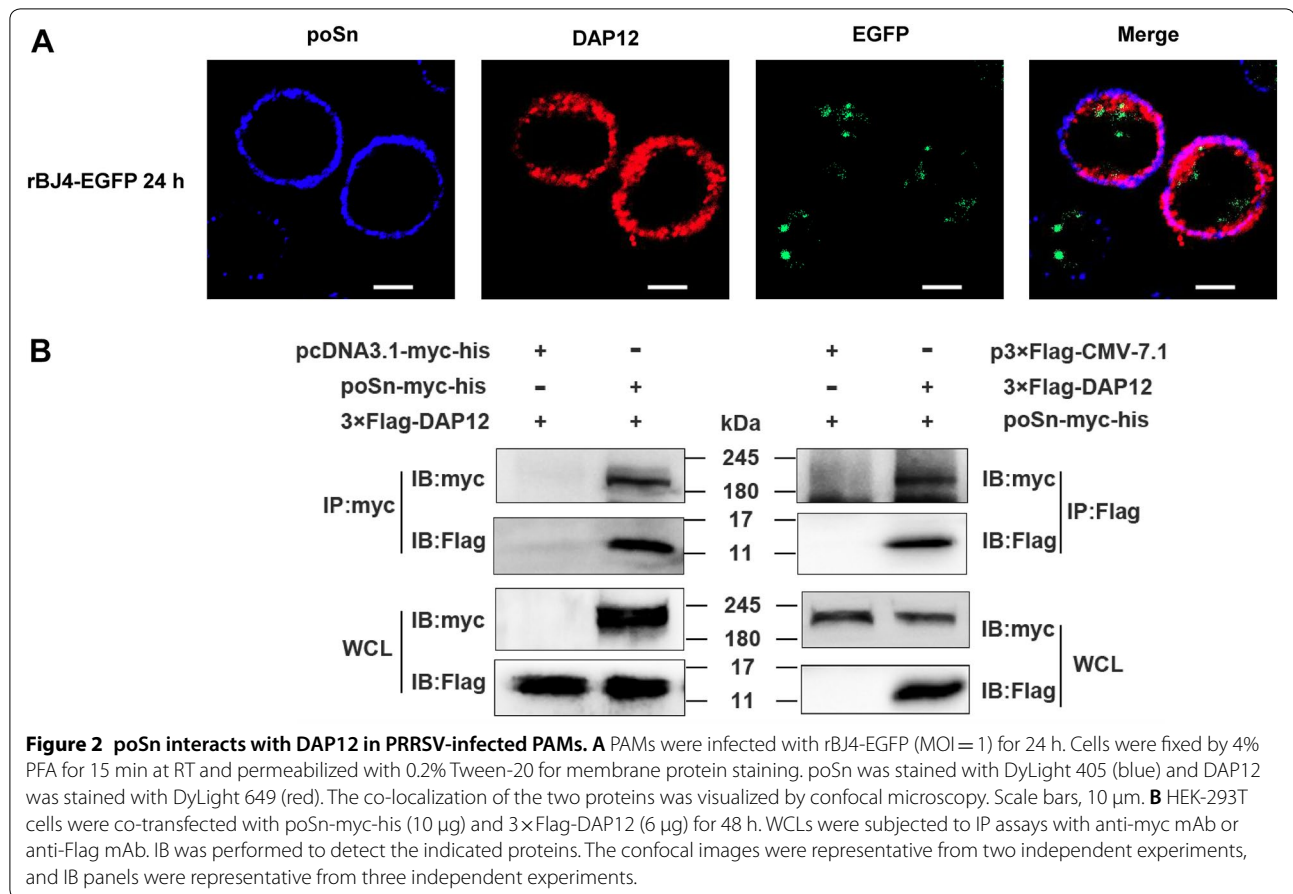 A
poSn DAP12 EGFP Merge
rBJ4-EGFP 24 h
B
pcDNA3.1-myc-his + - + - p3×Flag-CMV-7.1
poSn-myc-his - + - + 3×Flag-DAP12
3×Flag-DAP12 + + kDa + + poSn-myc-his
IP:myc IB:myc 245 180 IB:myc IP:Flag
IB:Flag 17 11 IB:Flag
WCL IB:myc 245 180 IB:myc WCL
IB:Flag 17 11 IB:Flag
Figure 2 poSn interacts with DAP12 in PRRSV-infected PAMs. A PAMs were infected with rBJ4-EGFP (MOI = 1) for 24 h. Cells were fixed by 4%
PFA for 15 min at RT and permeabilized with 0.2% Tween-20 for membrane protein staining. poSn was stained with DyLight 405 (blue) and DAP12
was stained with DyLight 649 (red). The co-localization of the two proteins was visualized by confocal microscopy. Scale bars, 10 µm. B HEK-293T
cells were co-transfected with poSn-myc-his (10 µg) and 3×Flag-DAP12 (6 µg) for 48 h. WCLs were subjected to IP assays with anti-myc mAb or
anti-Flag mAb. IB was performed to detect the indicated proteins. The confocal images were representative from two independent experiments,
and IB panels were representative from three independent experiments.